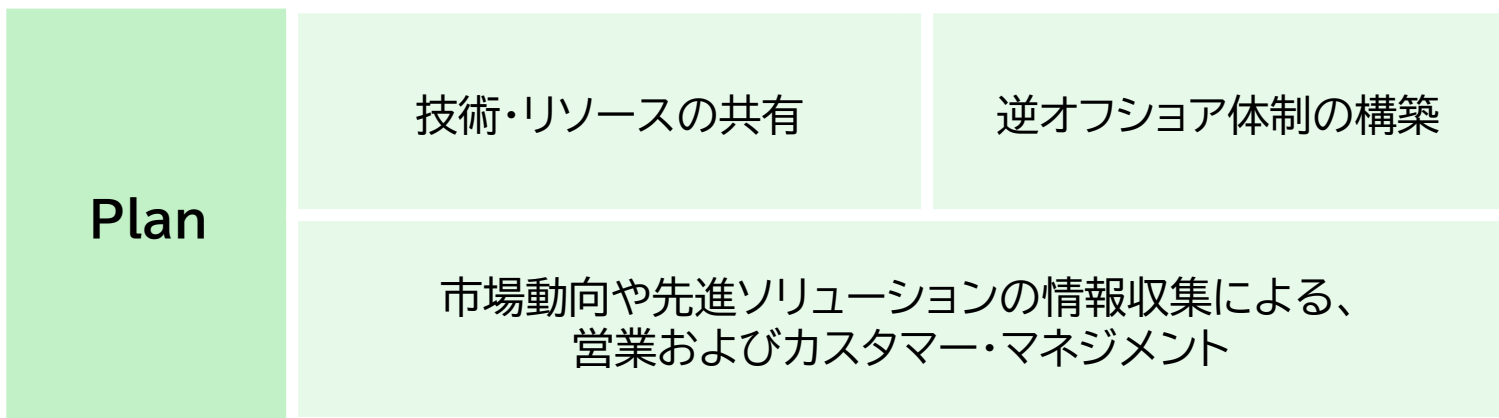 Plan
技術・リソースの共有
逆オフショア体制の構築
市場動向や先進ソリューションの情報収集による、
営業およびカスタマー・マネジメント